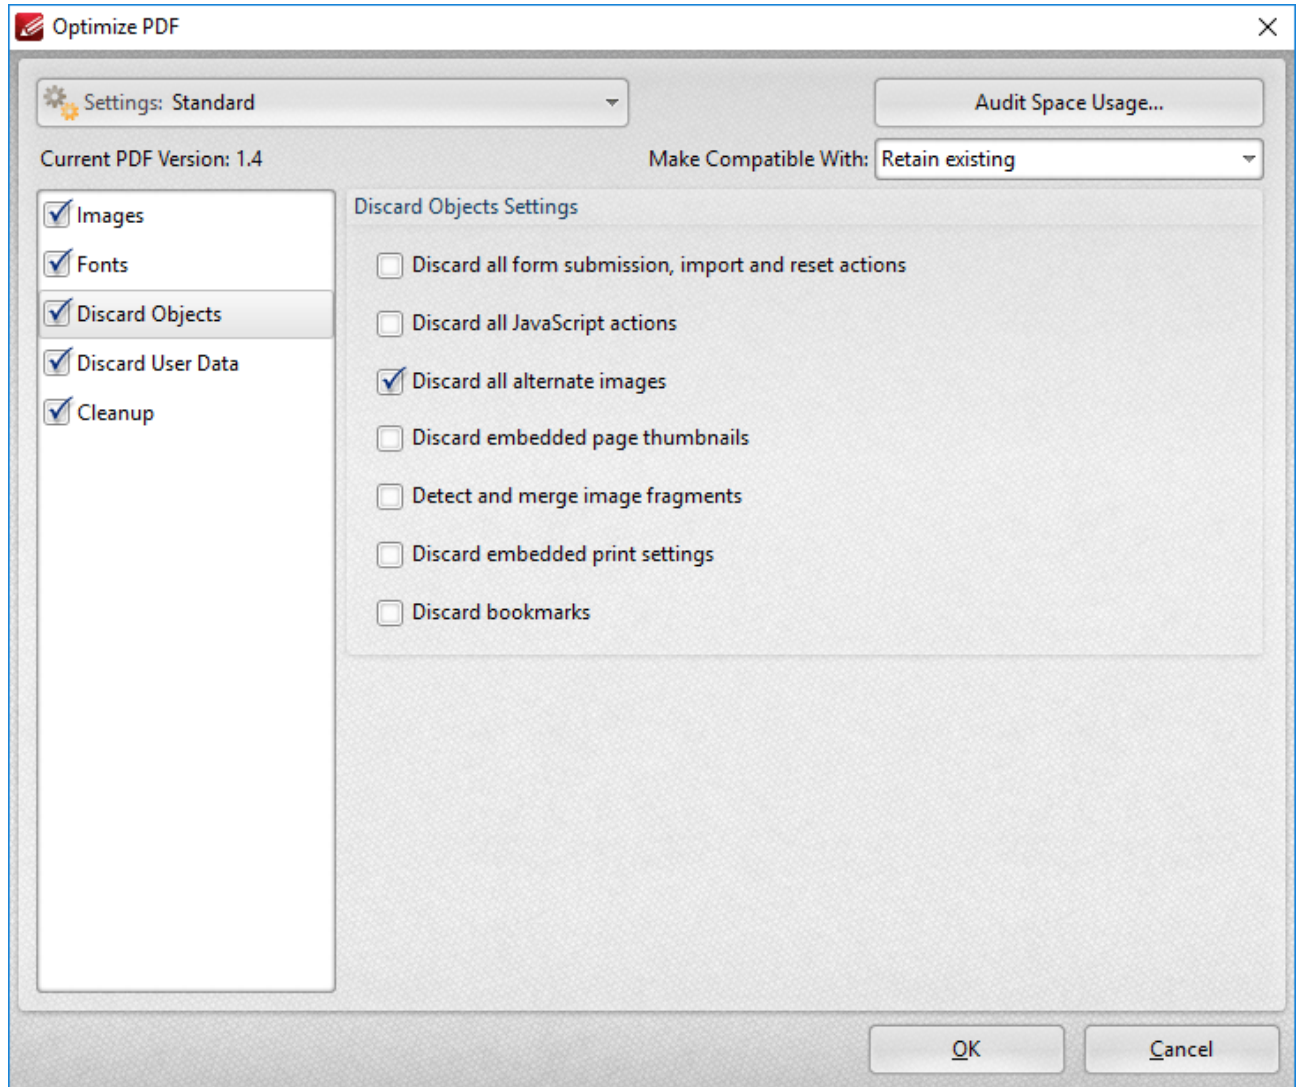 Optimize PDF
Settings: Standard
Audit Space Usage...
Current PDF Version: 1.4
Make Compatible With: Retain existing
Images
Fonts
Discard Objects
Discard User Data
Cleanup
Discard Objects Settings
Discard all form submission, import and reset actions
Discard all JavaScript actions
Discard all alternate images
Discard embedded page thumbnails
Detect and merge image fragments
Discard embedded print settings
Discard bookmarks
OK
Cancel